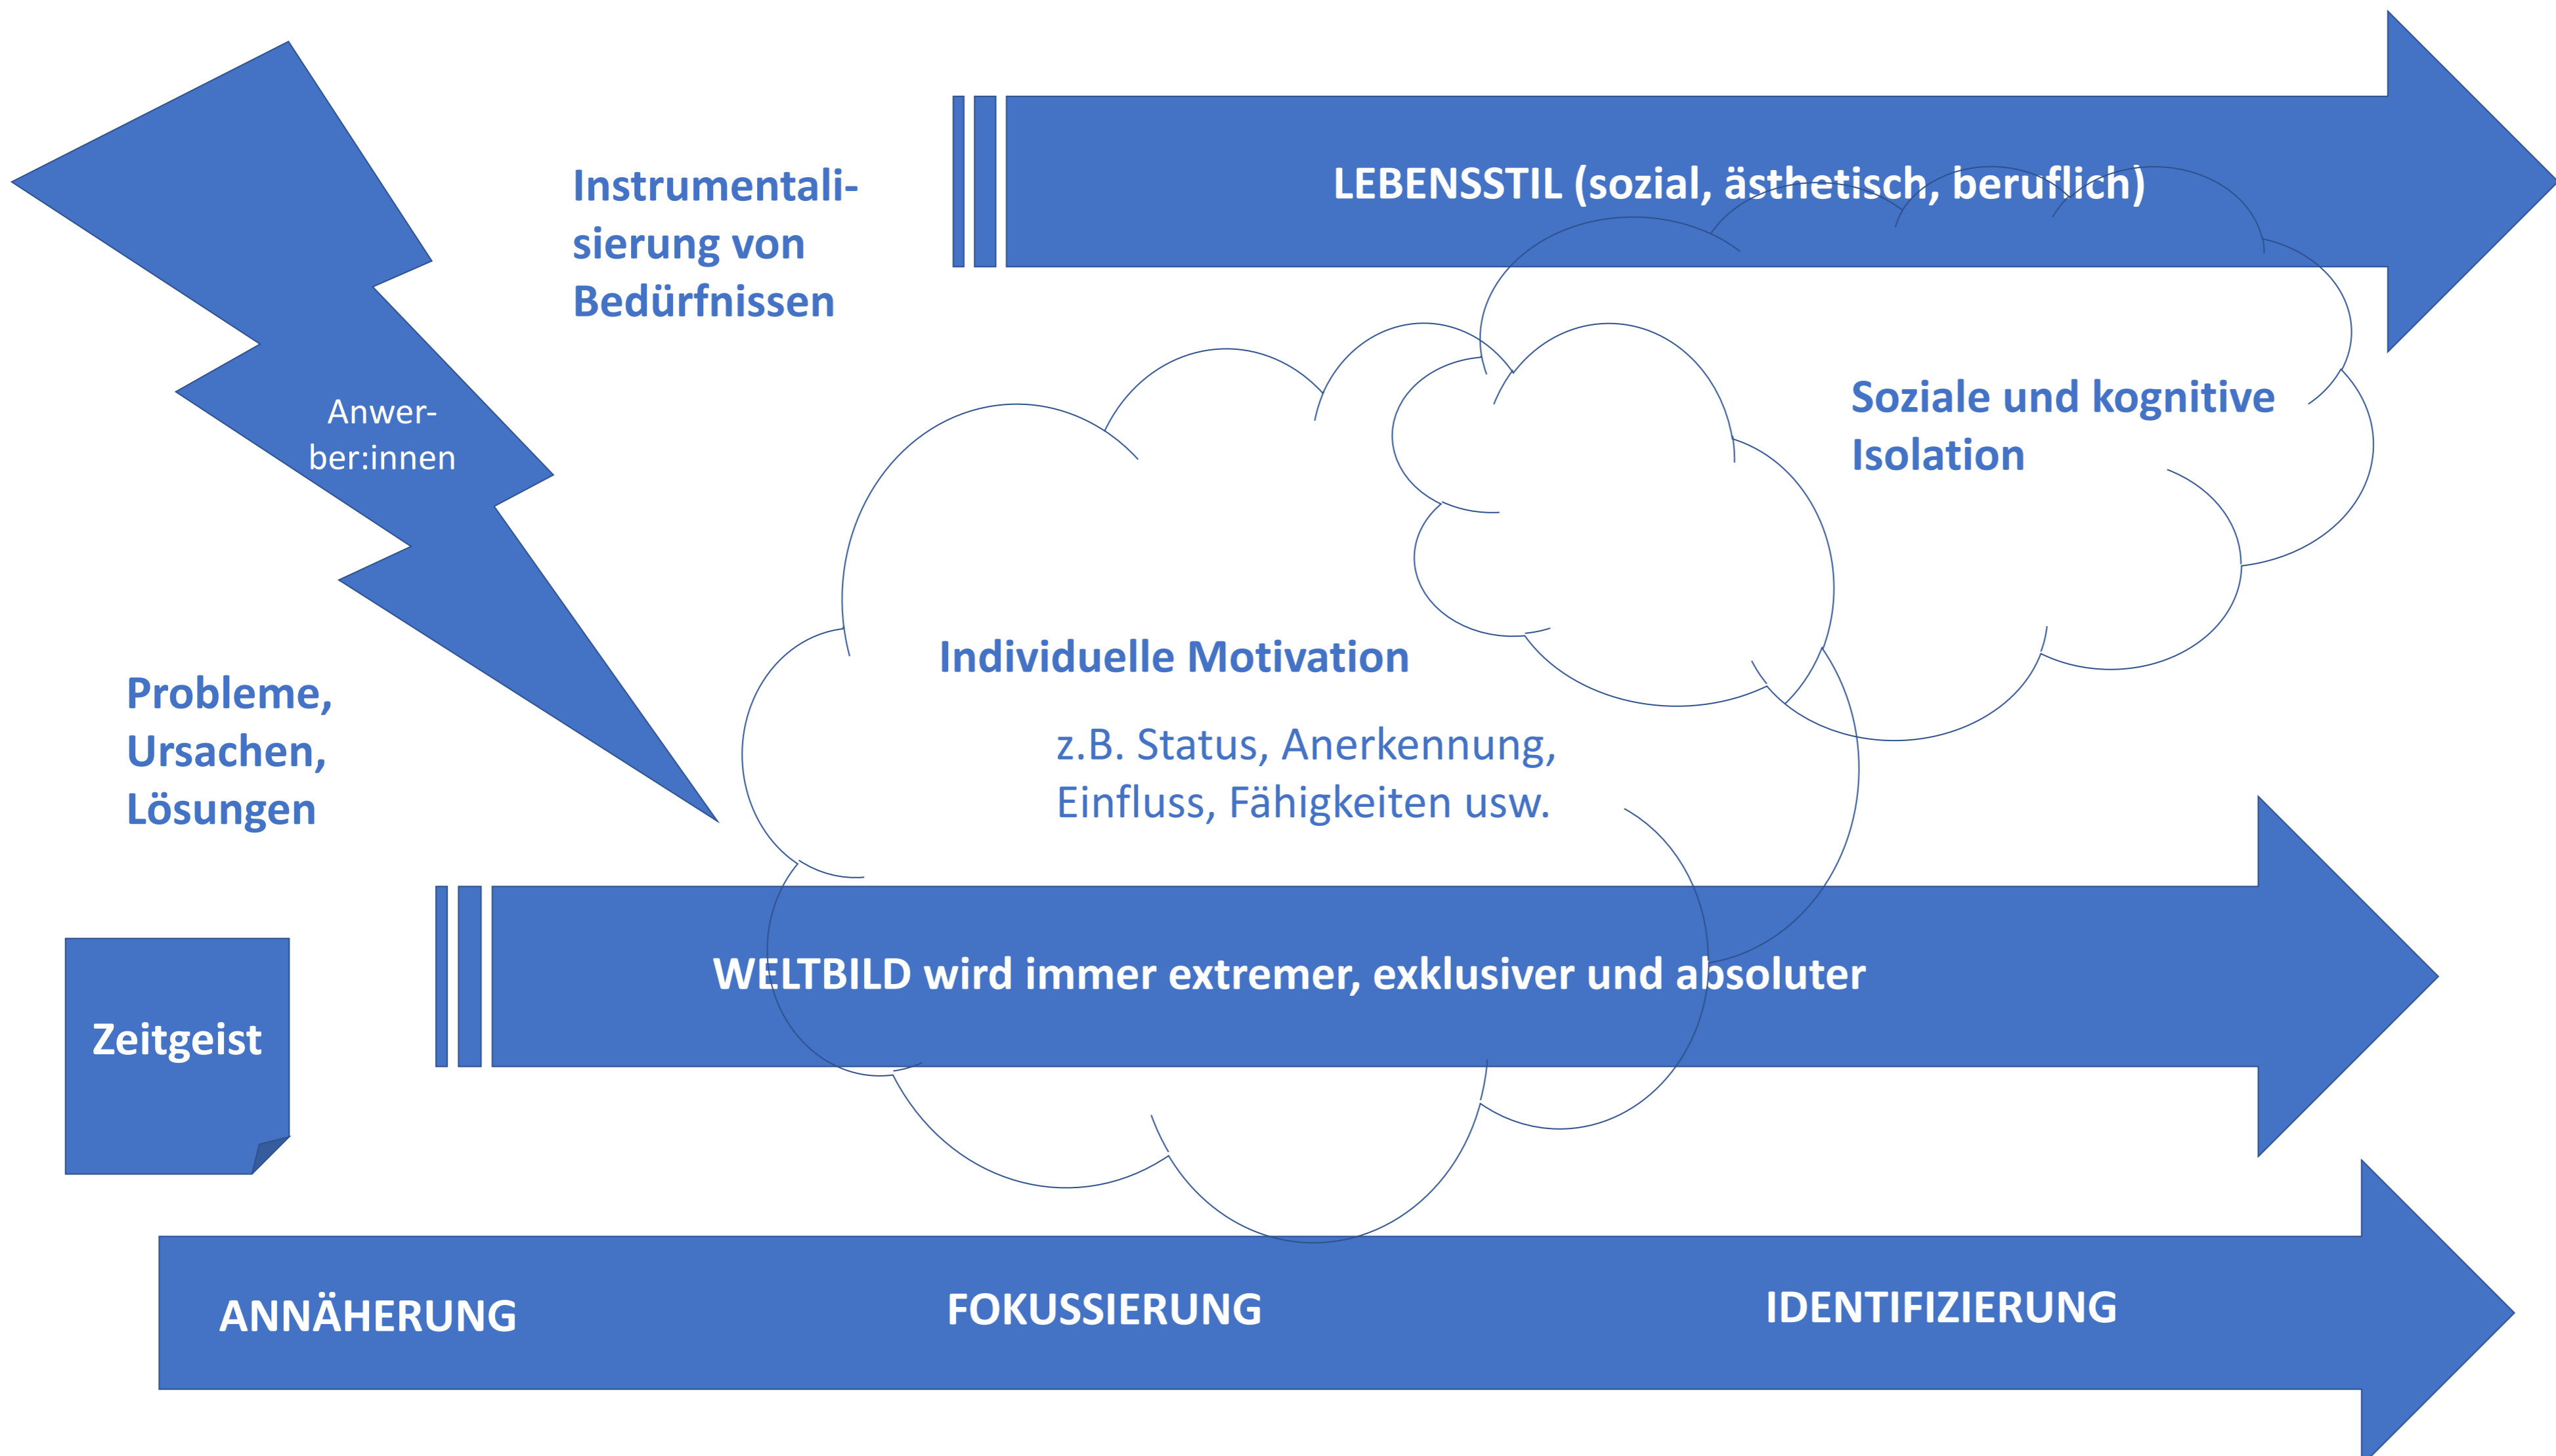 LEBENSSTIL (sozial, ästhetisch, beruflich)
Instrumentali-
sierung von
Bedürfnissen
Anwer-
ber:innen
Soziale und kognitive
Isolation
Individuelle Motivation
z.B. Status, Anerkennung,
Einfluss, Fähigkeiten usw.
Probleme,
Ursachen,
Lösungen
WELTBILD wird immer extremer, exklusiver und absoluter
Zeitgeist
ANNÄHERUNG
FOKUSSIERUNG
IDENTIFIZIERUNG